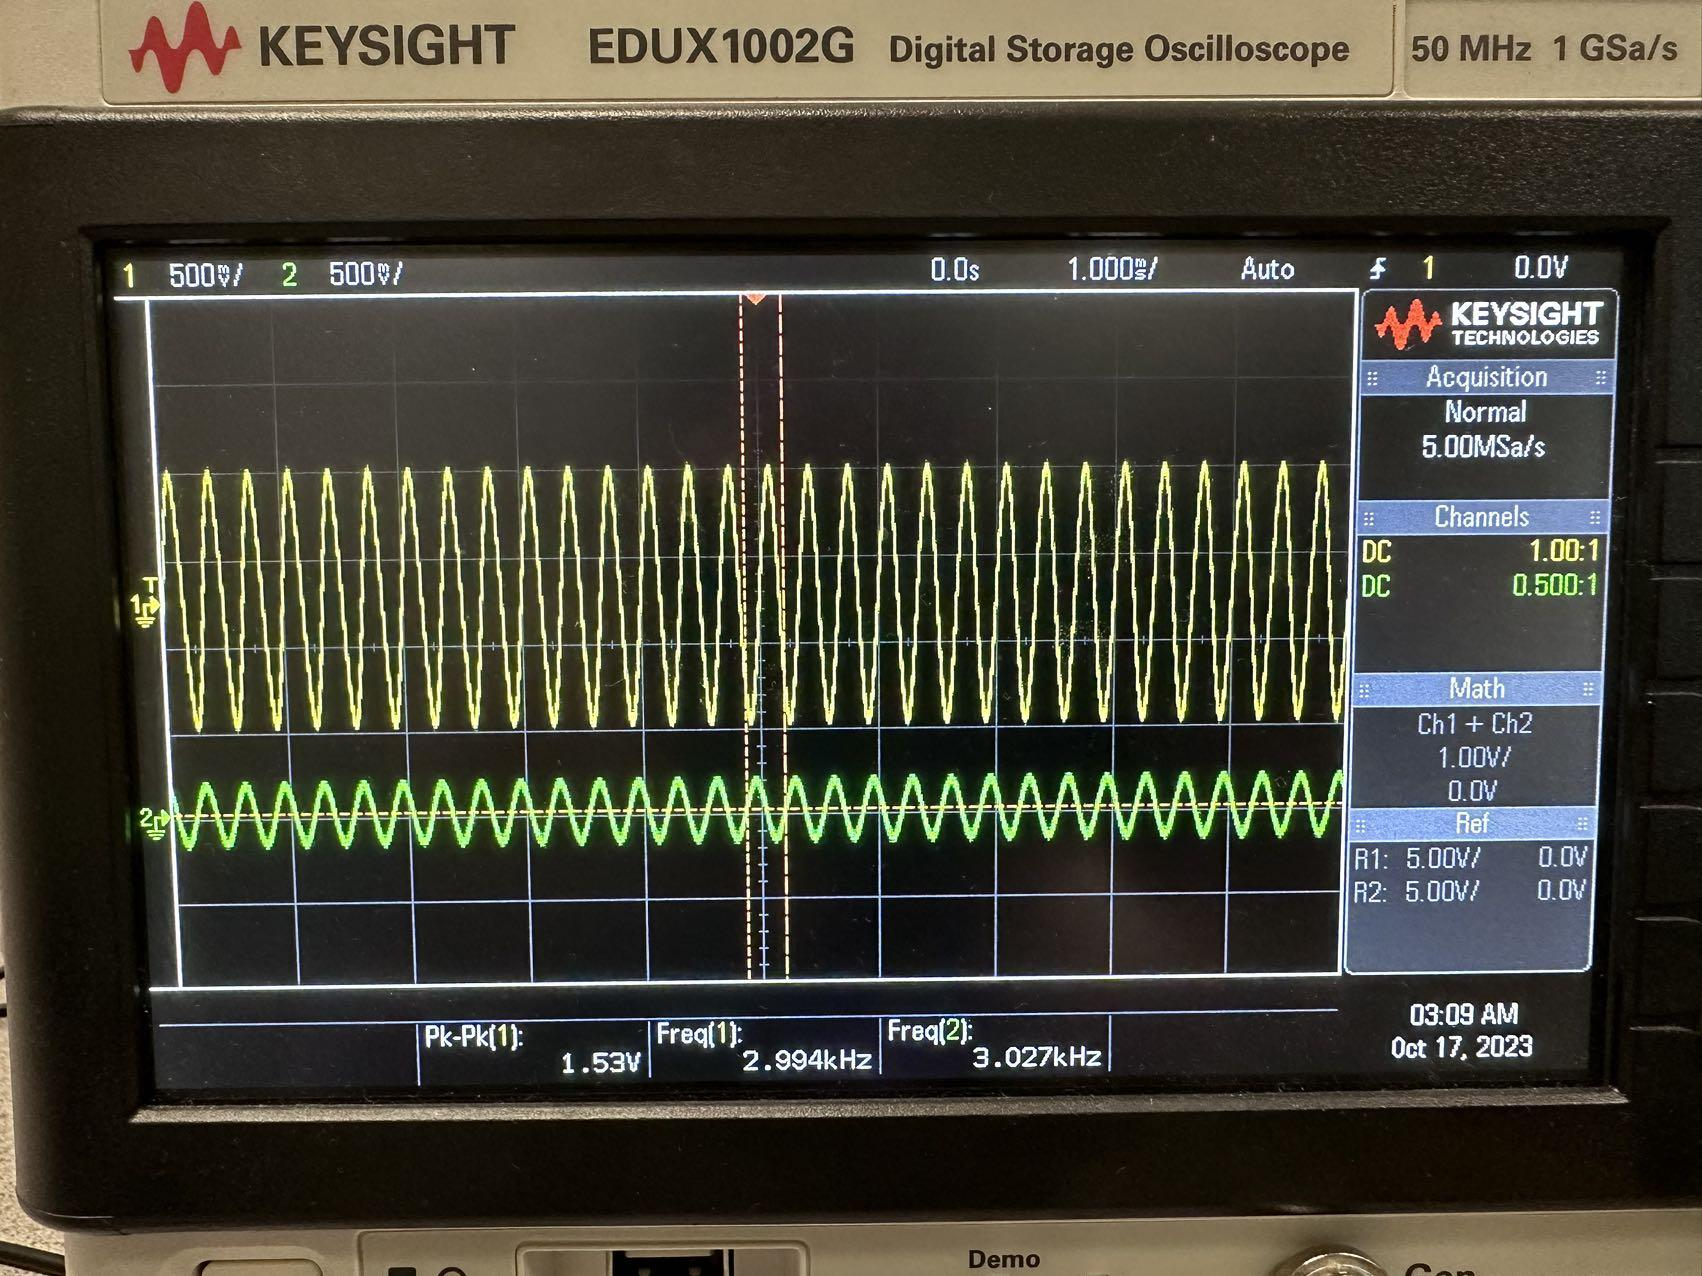 KEYSIGHT EDUX1002G Digital Storage Oscilloscope 50 MHz 1 GSa/s
1 500mV/ 2 500mV/ 0.0s 1.000ms/ Auto 1 0.0V
KEYSIGHT
TECHNOLOGIES
Acquisition
Normal
5.00MSa/s
Channels
DC 1.00:1
DC 0.500:1
T
1
2
Math
Ch1 + Ch2
1.00V/
0.0V
Ref
R1: 5.00V/ 0.0V
R2: 5.00V/ 0.0V
Pk-Pk(1):
1.53V
Freq(1):
2.994kHz
Freq(2):
3.027kHz
03:09 AM
Oct 17, 2023
Demo